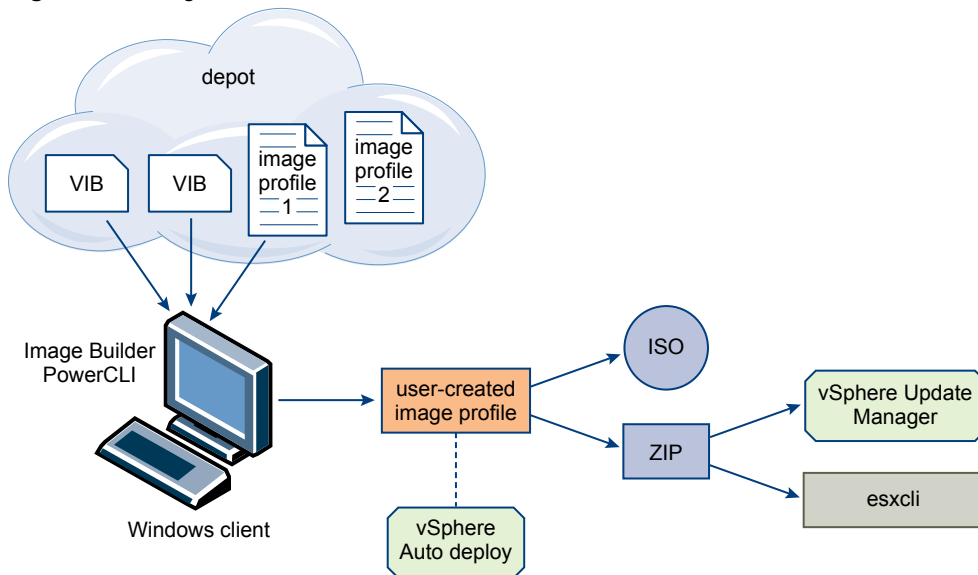 depot
VIB
VIB
image
profile
1
image
profile
2
Image Builder
PowerCLI
Windows client
user-created
image profile
vSphere
Auto deploy
ISO
ZIP
vSphere Update
Manager
esxcli